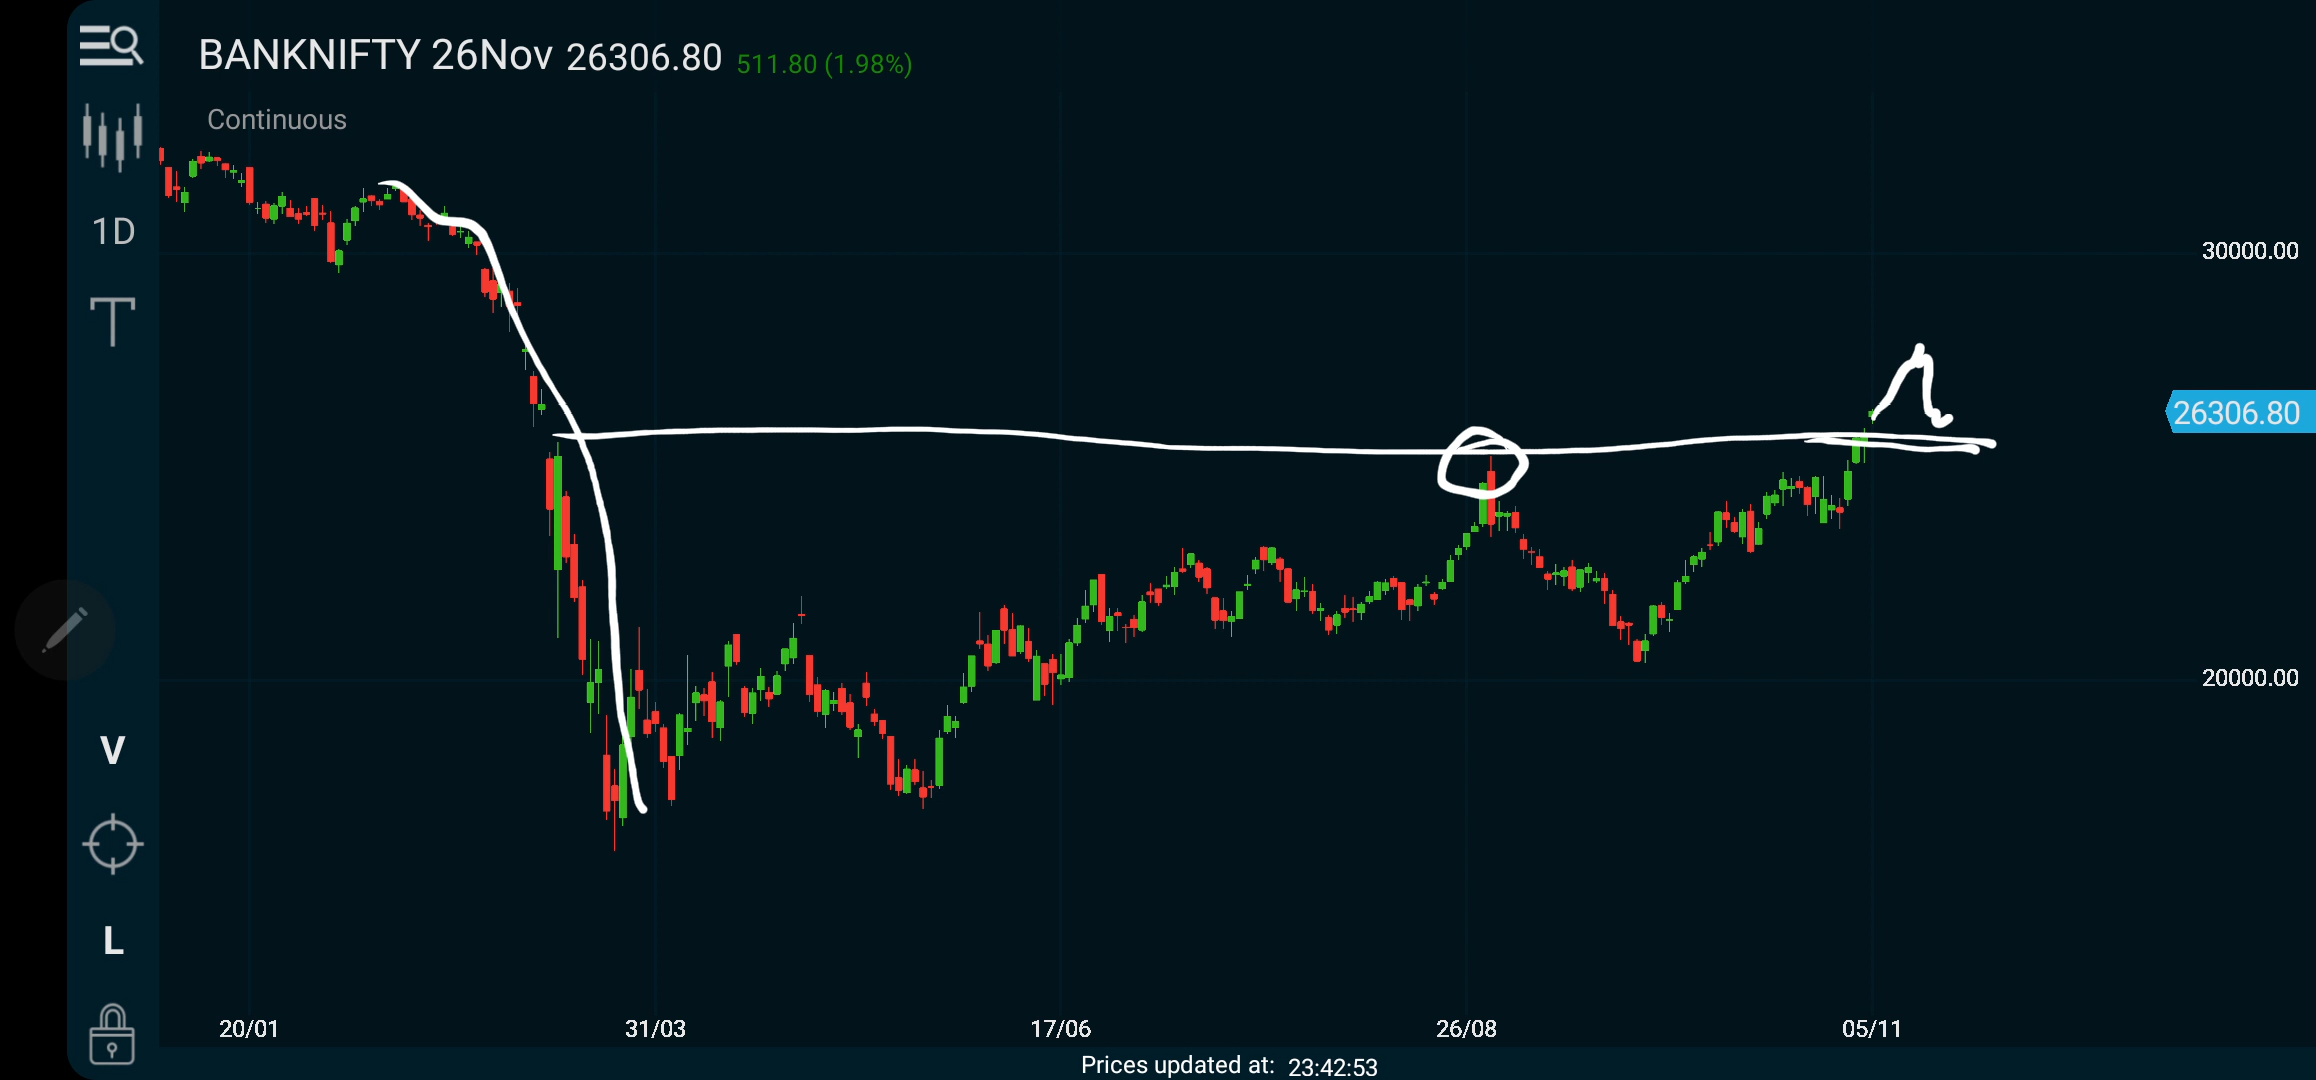 BANKNIFTY 26Nov 26306.80 511.80 (1.98%)
Continuous
1D
T
30000.00
26306.80
20000.00
V
L
20/01 31/03 17/06 26/08 05/11
Prices updated at: 23:42:53